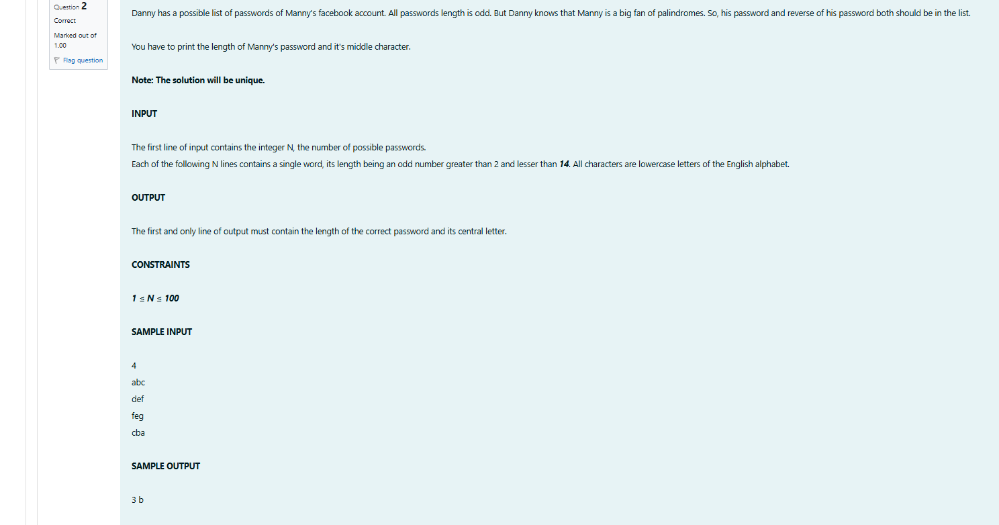 Question 2
Correct
Marked out of
1.00
Flag question
Danny has a possible list of passwords of Manny's facebook account. All passwords length is odd. But Danny knows that Manny is a big fan of palindromes. So, his password and reverse of his password both should be in the list.
You have to print the length of Manny's password and it's middle character.
Note: The solution will be unique.
INPUT
The first line of input contains the integer N, the number of possible passwords.
Each of the following N lines contains a single word, its length being an odd number greater than 2 and lesser than 14. All characters are lowercase letters of the English alphabet.
OUTPUT
The first and only line of output must contain the length of the correct password and its central letter.
CONSTRAINTS
1 ≤ N ≤ 100
SAMPLE INPUT
4
abc
def
feg
cba
SAMPLE OUTPUT
3 b